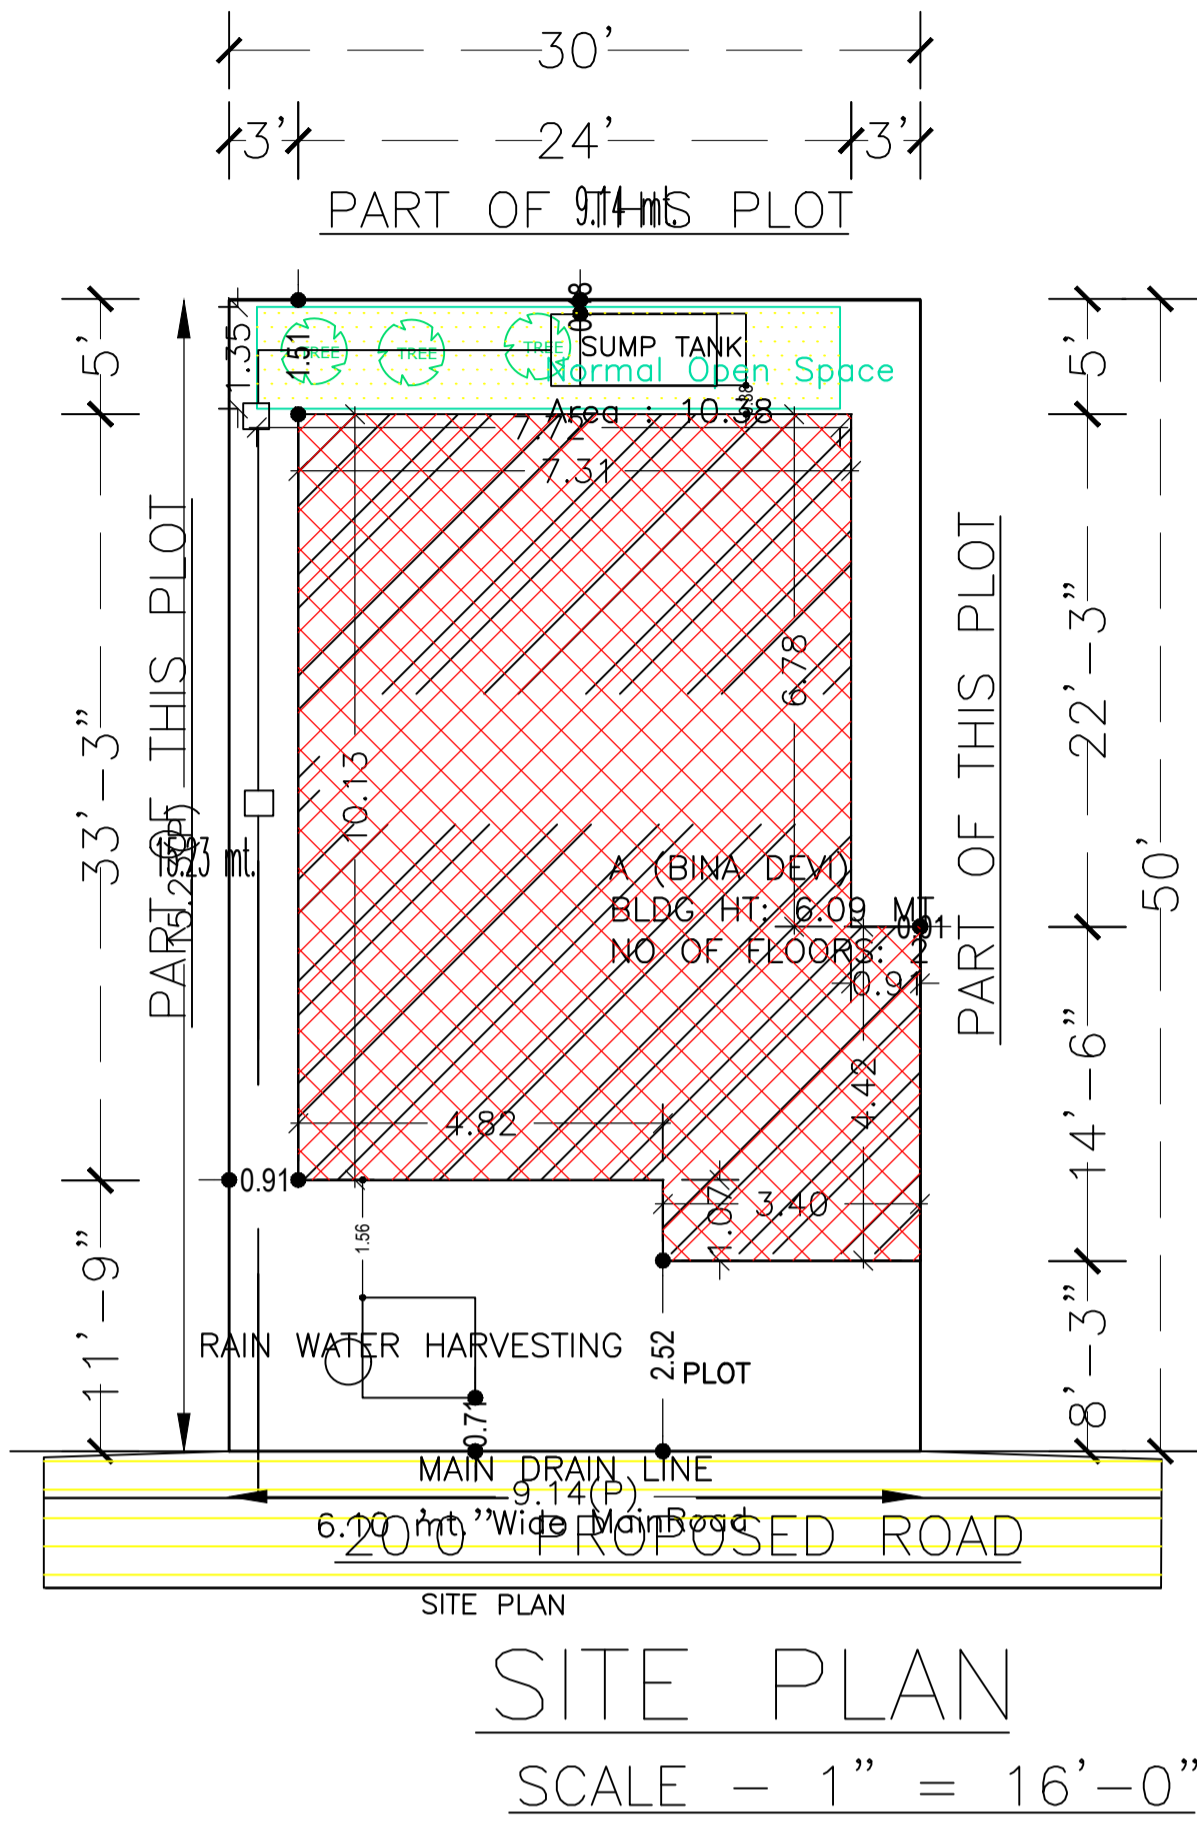 30'
3'
24'
3'
PART OF THIS PLOT
9.14 mt.
5'
1.35
1.51
TREE
TREE
TREE
SUMP TANK
Normal Open Space
Area : 10.38
0.88
7.72
7.31
5'
33'-3"
PART OF THIS PLOT
15.23 mt.
10.13
6.78
22'-3"
PART OF THIS PLOT
50'
A (BINA DEVI)
BLDG HT: 6.09 MT
NO OF FLOORS: 2
0.91
0.91
4.42
14'-6"
4.82
0.91
1.07
3.40
1.56
11'-9"
RAIN WATER HARVESTING
2.52
PLOT
0.71
8'-3"
MAIN DRAIN LINE
9.14(P)
6.10 mt. Wide MainRoad
20'0" PROPOSED ROAD
SITE PLAN
SITE PLAN
SCALE - 1" = 16'-0"